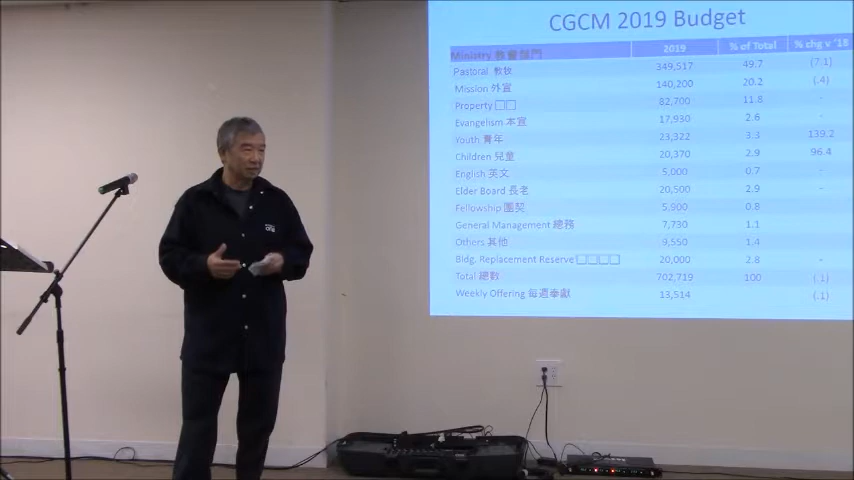 CGCM 2019 Budget
Ministry 教會部門 2019 % of Total % chg v '18
Pastoral 教牧 349,517 49.7 (7.1)
Mission 外宣 140,200 20.2 (.4)
Property □□ 82,700 11.8 -
Evangelism 本宣 17,930 2.6 -
Youth 青年 23,322 3.3 139.2
Children 兒童 20,370 2.9 96.4
English 英文 5,000 0.7 -
Elder Board 長老 20,500 2.9 -
Fellowship 團契 5,900 0.8
General Management 總務 7,730 1.1
Others 其他 9,550 1.4
Bldg. Replacement Reserve □□□□ 20,000 2.8 -
Total 總數 702,719 100 (.1)
Weekly Offering 每週奉獻 13,514 (.1)